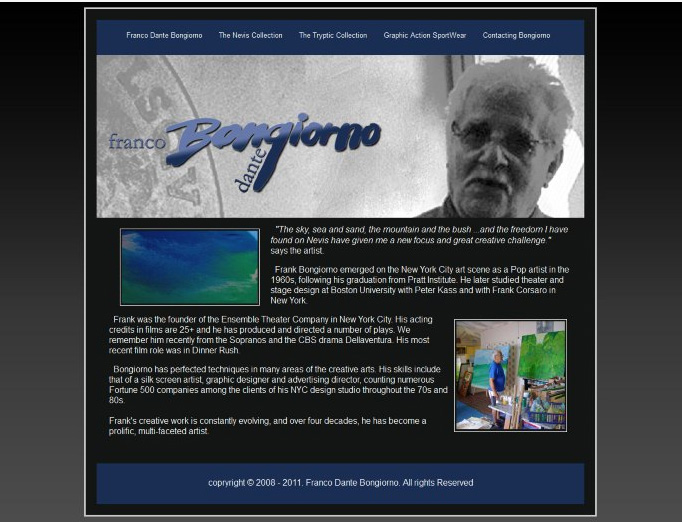 Franco Dante Bongiorno The Nevis Collection The Tryptic Collection Graphic Action SportWear Contacting Bongiorno
franco Bongiorno
dante
"The sky, sea and sand, the mountain and the bush....and the freedom I have
found on Nevis have given me a new focus and great creative challenge."
says the artist.
Frank Bongiorno emerged on the New York City art scene as a Pop artist in the
1960s, following his graduation from Pratt Institute. He later studied theater and
stage design at Boston University with Peter Kass and with Frank Corsaro in
New York.
Frank was the founder of the Ensemble Theater Company in New York City. His acting
credits in films are 25+ and he has produced and directed a number of plays. We
remember him recently from the Sopranos and the CBS drama Dellaventura. His most
recent film role was in Dinner Rush.
Bongiorno has perfected techniques in many areas of the creative arts. His skills include
that of a silk screen artist, graphic designer and advertising director, counting numerous
Fortune 500 companies among the clients of his NYC design studio throughout the 70s and
80s.
Frank's creative work is constantly evolving, and over four decades, he has become a
prolific, multi-faceted artist.
copryright © 2008 - 2011. Franco Dante Bongiorno. All rights Reserved